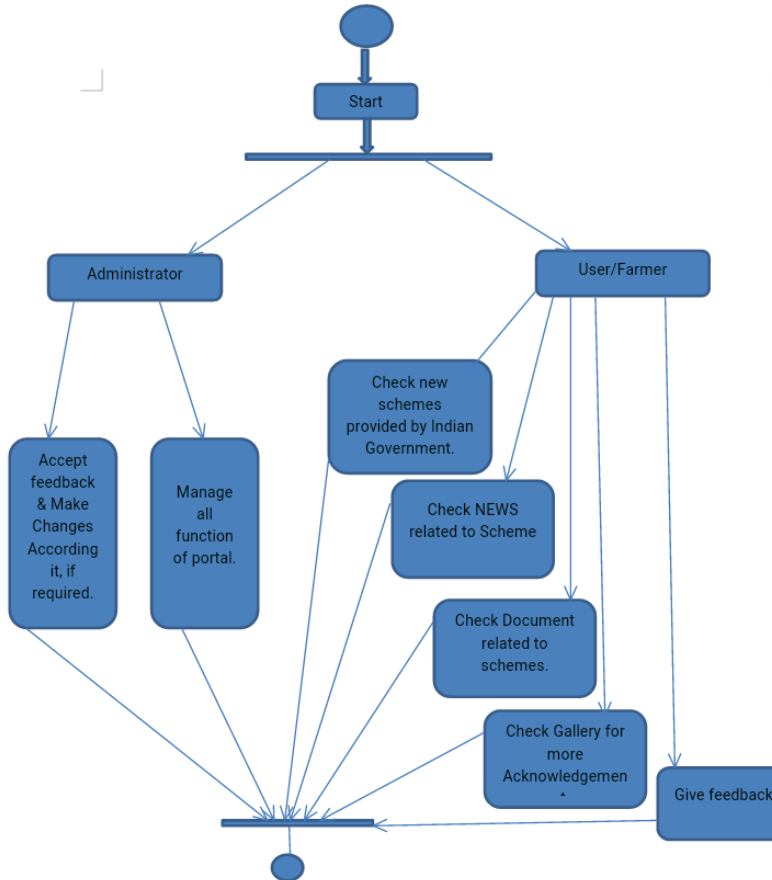 Start
Administrator
User/Farmer
Check new
schemes
provided by Indian
Government.
Accept
feedback
& Make
Changes
According
it, if
required.
Manage
all
function
of portal.
Check NEWS
related to Scheme
Check Document
related to
schemes.
Check Gallery for
more
Acknowledgemen
Give feedback